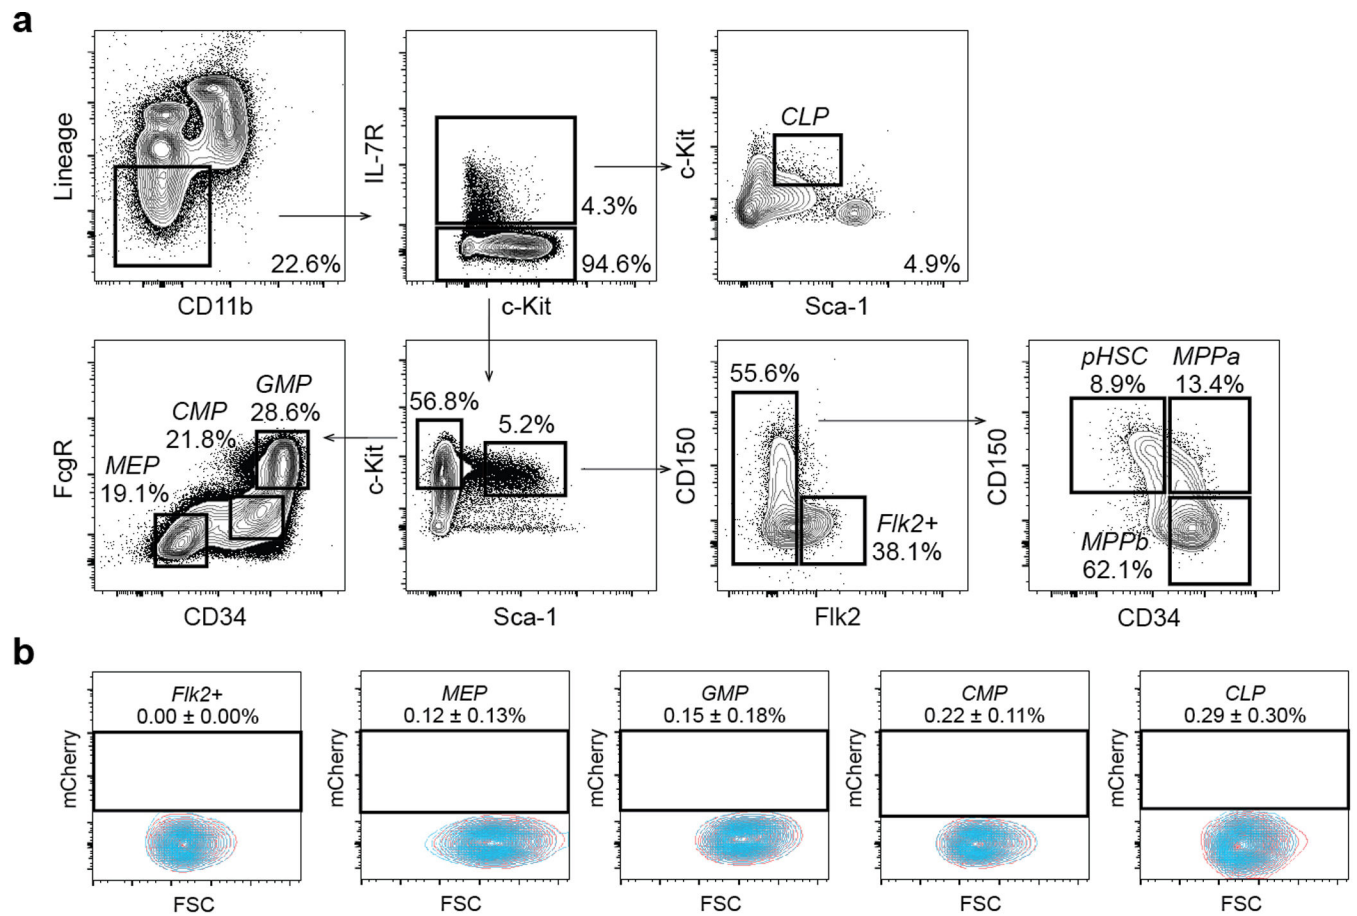 a
Lineage
22.6%
CD11b
IL-7R
4.3%
94.6%
c-Kit
c-Kit
CLP
4.9%
Sca-1
FcgR
MEP
19.1%
CMP
21.8%
GMP
28.6%
CD34
c-Kit
56.8%
5.2%
Sca-1
CD150
55.6%
Flk2+
38.1%
Flk2
CD150
pHSC
8.9%
MPPa
13.4%
MPPb
62.1%
CD34
b
mCherry
Flk2+
0.00 ± 0.00%
FSC
mCherry
MEP
0.12 ± 0.13%
FSC
mCherry
GMP
0.15 ± 0.18%
FSC
mCherry
CMP
0.22 ± 0.11%
FSC
mCherry
CLP
0.29 ± 0.30%
FSC